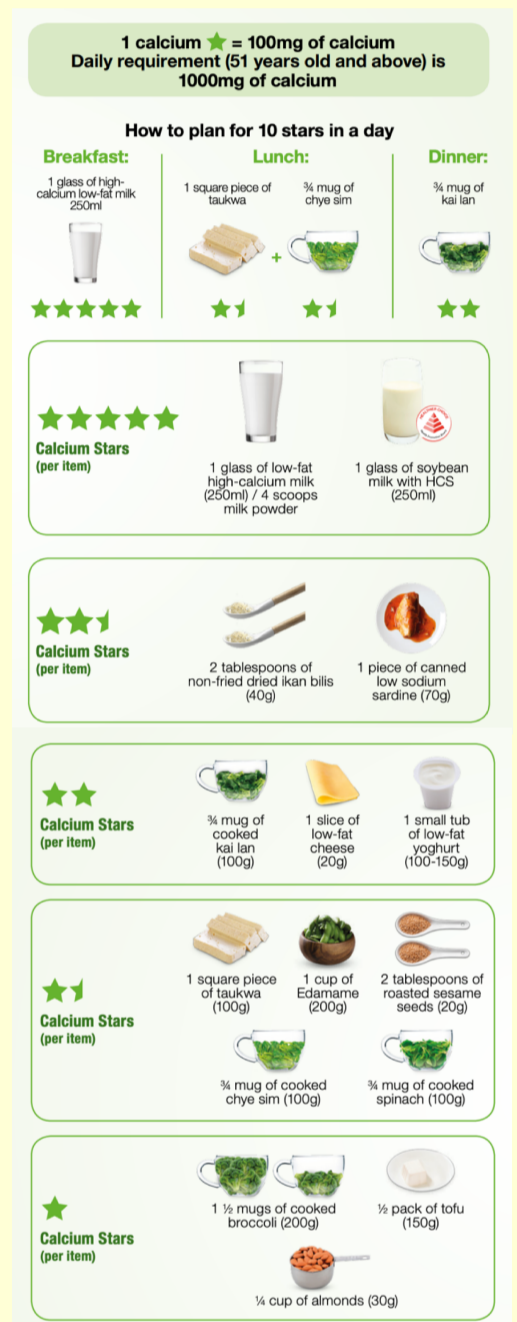 1 calcium ★ = 100mg of calcium
Daily requirement (51 years old and above) is
1000mg of calcium
How to plan for 10 stars in a day
Breakfast:
1 glass of high-
calcium low-fat milk
250ml
Lunch:
1 square piece of
taukwa
+
¾ mug of
chye sim
Dinner:
¾ mug of
kai lan
Calcium Stars
(per item)
1 glass of low-fat
high-calcium milk
(250ml) / 4 scoops
milk powder
1 glass of soybean
milk with HCS
(250ml)
Calcium Stars
(per item)
2 tablespoons of
non-fried dried ikan bilis
(40g)
1 piece of canned
low sodium
sardine (70g)
Calcium Stars
(per item)
¾ mug of
cooked
kai lan
(100g)
1 slice of
low-fat
cheese
(20g)
1 small tub
of low-fat
yoghurt
(100-150g)
Calcium Stars
(per item)
1 square piece
of taukwa
(100g)
1 cup of
Edamame
(200g)
2 tablespoons of
roasted sesame
seeds (20g)
¾ mug of cooked
chye sim (100g)
¾ mug of cooked
spinach (100g)
Calcium Stars
(per item)
1 ½ mugs of cooked
broccoli (200g)
½ pack of tofu
(150g)
¼ cup of almonds (30g)